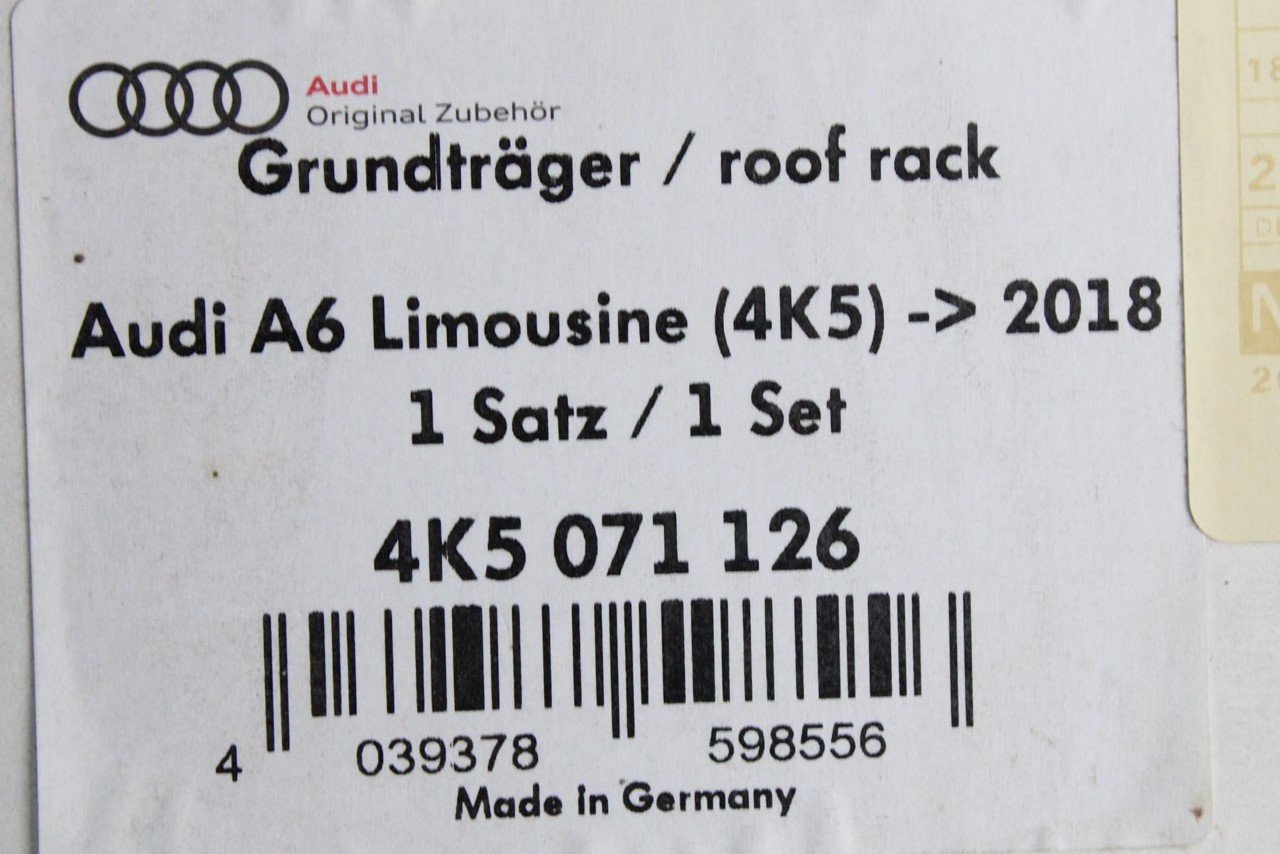 Audi
Original Zubehör
Grundträger / roof rack
Audi A6 Limousine (4K5) -> 2018
1 Satz / 1 Set
4K5 071 126
4 039378 598556
Made in Germany